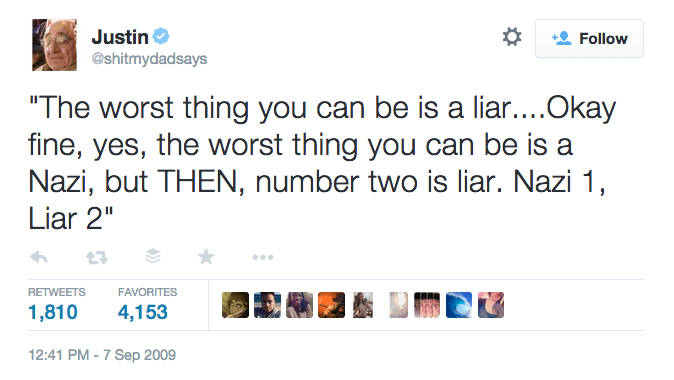 Justin
@shitmydadsays
Follow
"The worst thing you can be is a liar....Okay
fine, yes, the worst thing you can be is a
Nazi, but THEN, number two is liar. Nazi 1,
Liar 2"
RETWEETS FAVORITES
1,810 4,153
12:41 PM - 7 Sep 2009